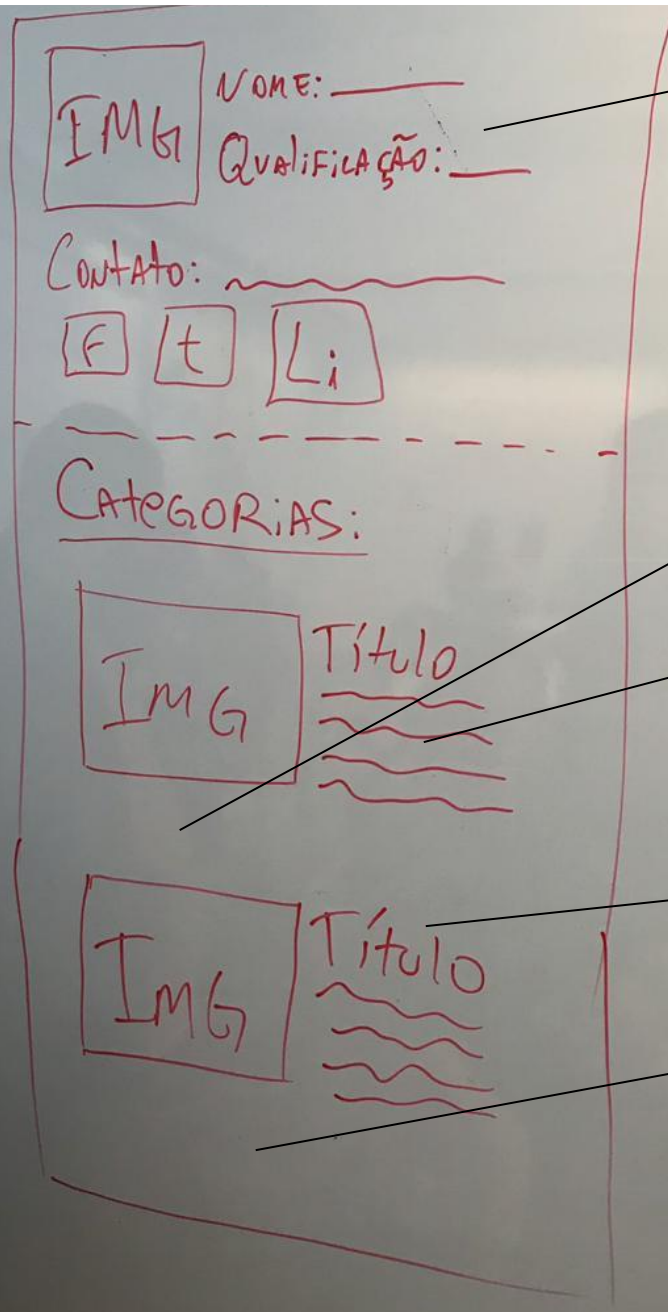 IMG
NOME:
QUALiFiCAÇÃO:
CONtAtO:
F t Li
CAteGORiAS:
IMG
Título
IMG
Título